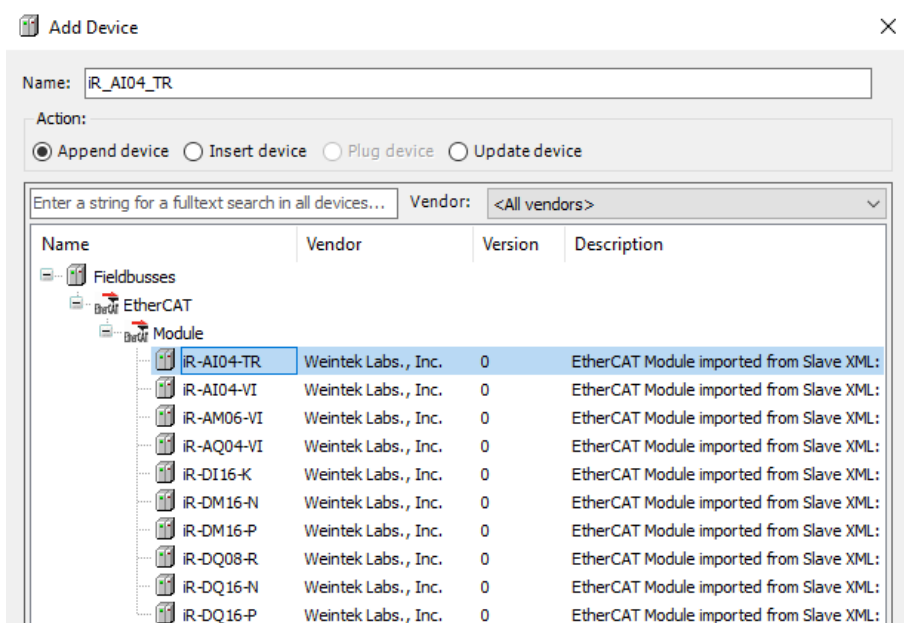 Add Device
Name: iR_AI04_TR
Action:
Append device Insert device Plug device Update device
Enter a string for a fulltext search in all devices... Vendor: <All vendors>
Name Vendor Version Description
Fieldbusses
EtherCAT EtherCAT
EtherCAT Module
iR-AI04-TR Weintek Labs., Inc. 0 EtherCAT Module imported from Slave XML:
iR-AI04-VI Weintek Labs., Inc. 0 EtherCAT Module imported from Slave XML:
iR-AM06-VI Weintek Labs., Inc. 0 EtherCAT Module imported from Slave XML:
iR-AQ04-VI Weintek Labs., Inc. 0 EtherCAT Module imported from Slave XML:
iR-DI16-K Weintek Labs., Inc. 0 EtherCAT Module imported from Slave XML:
iR-DM16-N Weintek Labs., Inc. 0 EtherCAT Module imported from Slave XML:
iR-DM16-P Weintek Labs., Inc. 0 EtherCAT Module imported from Slave XML:
iR-DQ08-R Weintek Labs., Inc. 0 EtherCAT Module imported from Slave XML:
iR-DQ16-N Weintek Labs., Inc. 0 EtherCAT Module imported from Slave XML:
iR-DQ16-P Weintek Labs., Inc. 0 EtherCAT Module imported from Slave XML: